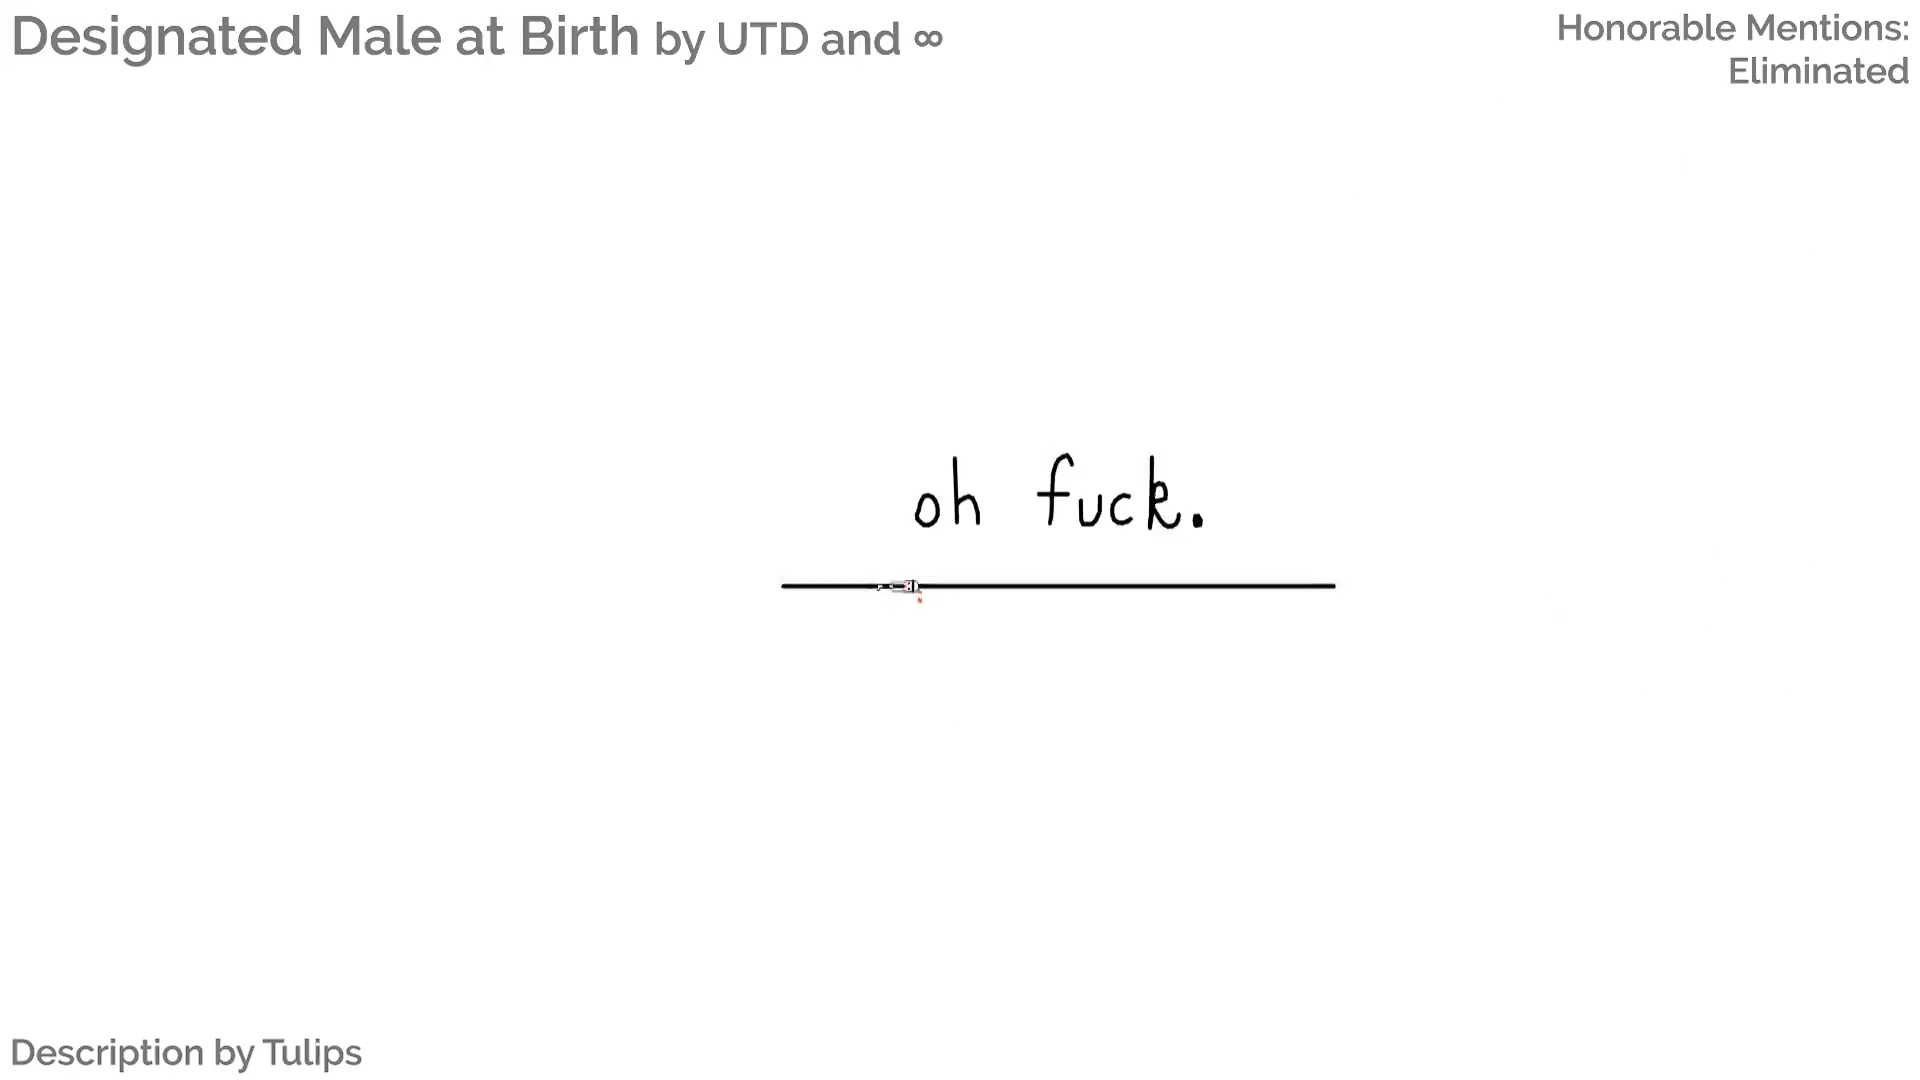 Designated Male at Birth by UTD and ∞
Honorable Mentions:
Eliminated
oh fuck.
Description by Tulips